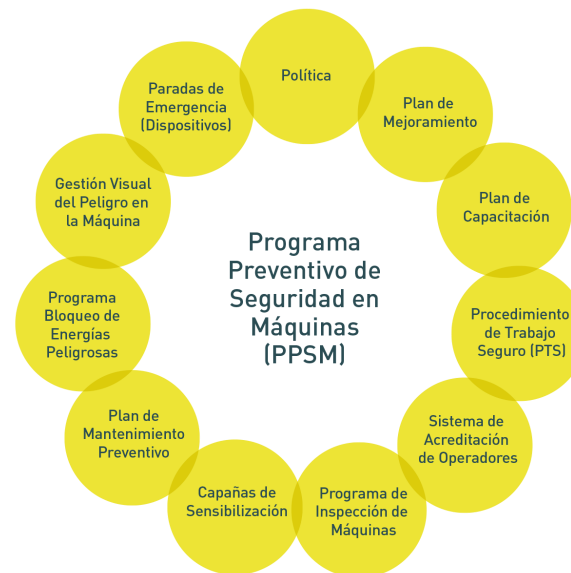 Política
Plan de
Mejoramiento
Plan de
Capacitación
Procedimiento
de Trabajo
Seguro (PTS)
Sistema de
Acreditación
de Operadores
Programa de
Inspección de
Máquinas
Capañas de
Sensibilización
Plan de
Mantenimiento
Preventivo
Programa
Bloqueo de
Energías
Peligrosas
Gestión Visual
del Peligro en
la Máquina
Paradas de
Emergencia
(Dispositivos)
Programa
Preventivo de
Seguridad en
Máquinas
(PPSM)